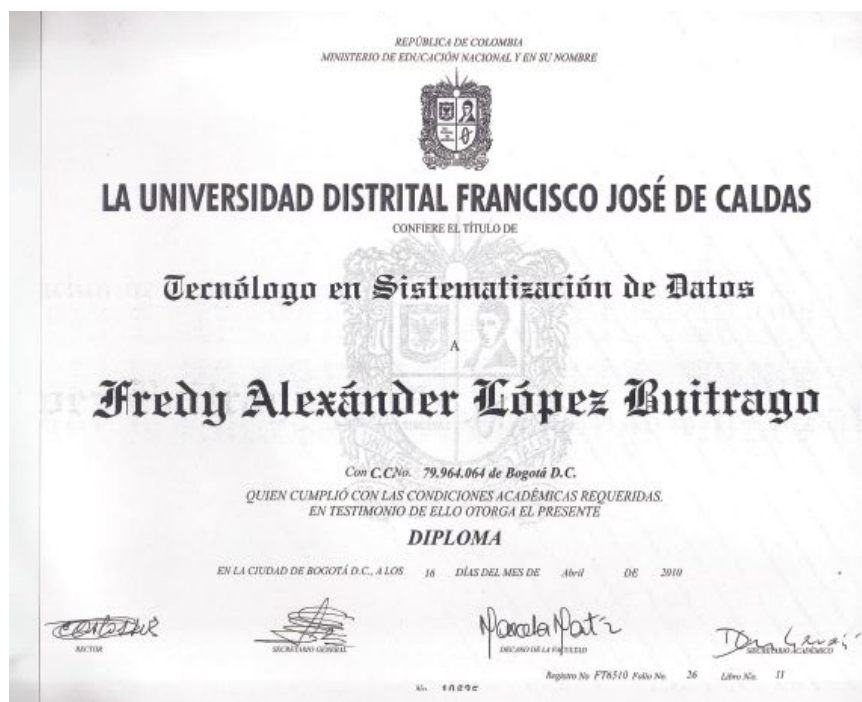 REPÚBLICA DE COLOMBIA
MINISTERIO DE EDUCACIÓN NACIONAL Y EN SU NOMBRE
LA UNIVERSIDAD DISTRITAL FRANCISCO JOSÉ DE CALDAS
CONFIERE EL TÍTULO DE
Tecnólogo en Sistematización de Datos
A
Fredy Alexánder López Buitrago
Con C.C.No. 79.964.064 de Bogotá D.C.
QUIEN CUMPLIÓ CON LAS CONDICIONES ACADÉMICAS REQUERIDAS.
EN TESTIMONIO DE ELLO OTORGA EL PRESENTE
DIPLOMA
EN LA CIUDAD DE BOGOTÁ D.C., A LOS 16 DÍAS DEL MES DE Abril DE 2010
RECTOR SECRETARIO GENERAL DECANO DE LA FACULTAD SECRETARIO ACADÉMICO
Registro No FT8510 Folio No. 26 Libro No. 11
No.